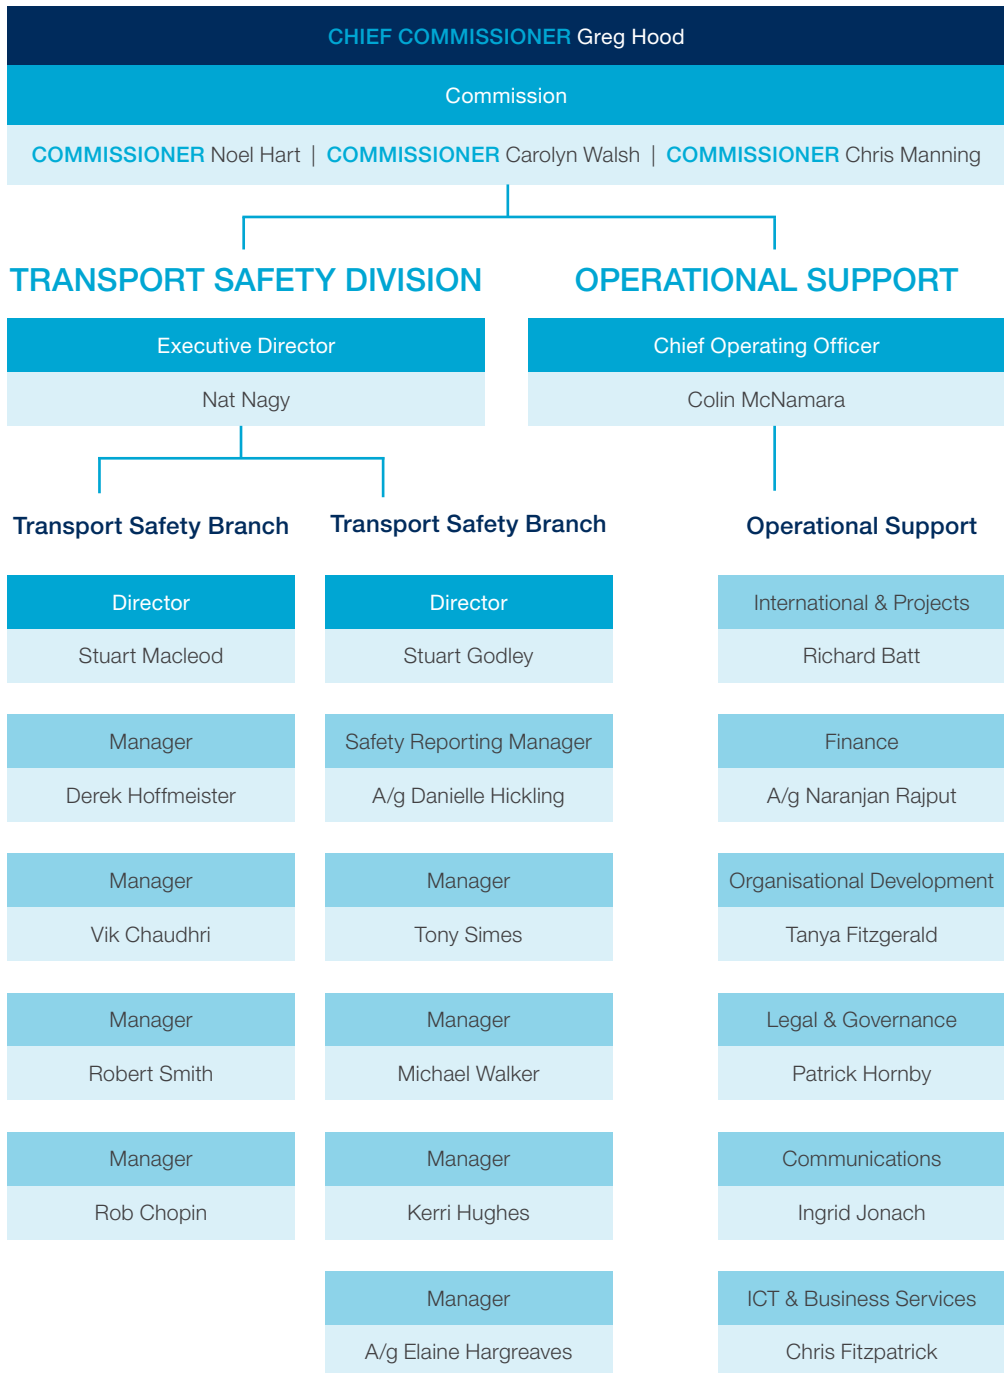 CHIEF COMMISSIONER Greg Hood
Commission
COMMISSIONER Noel Hart | COMMISSIONER Carolyn Walsh | COMMISSIONER Chris Manning
TRANSPORT SAFETY DIVISION
Executive Director
Nat Nagy
OPERATIONAL SUPPORT
Chief Operating Officer
Colin McNamara
Transport Safety Branch
Director
Stuart Macleod
Manager
Derek Hoffmeister
Manager
Vik Chaudhri
Manager
Robert Smith
Manager
Rob Chopin
Transport Safety Branch
Director
Stuart Godley
Safety Reporting Manager
A/g Danielle Hickling
Manager
Tony Simes
Manager
Michael Walker
Manager
Kerri Hughes
Manager
A/g Elaine Hargreaves
Operational Support
International & Projects
Richard Batt
Finance
A/g Naranjan Rajput
Organisational Development
Tanya Fitzgerald
Legal & Governance
Patrick Hornby
Communications
Ingrid Jonach
ICT & Business Services
Chris Fitzpatrick